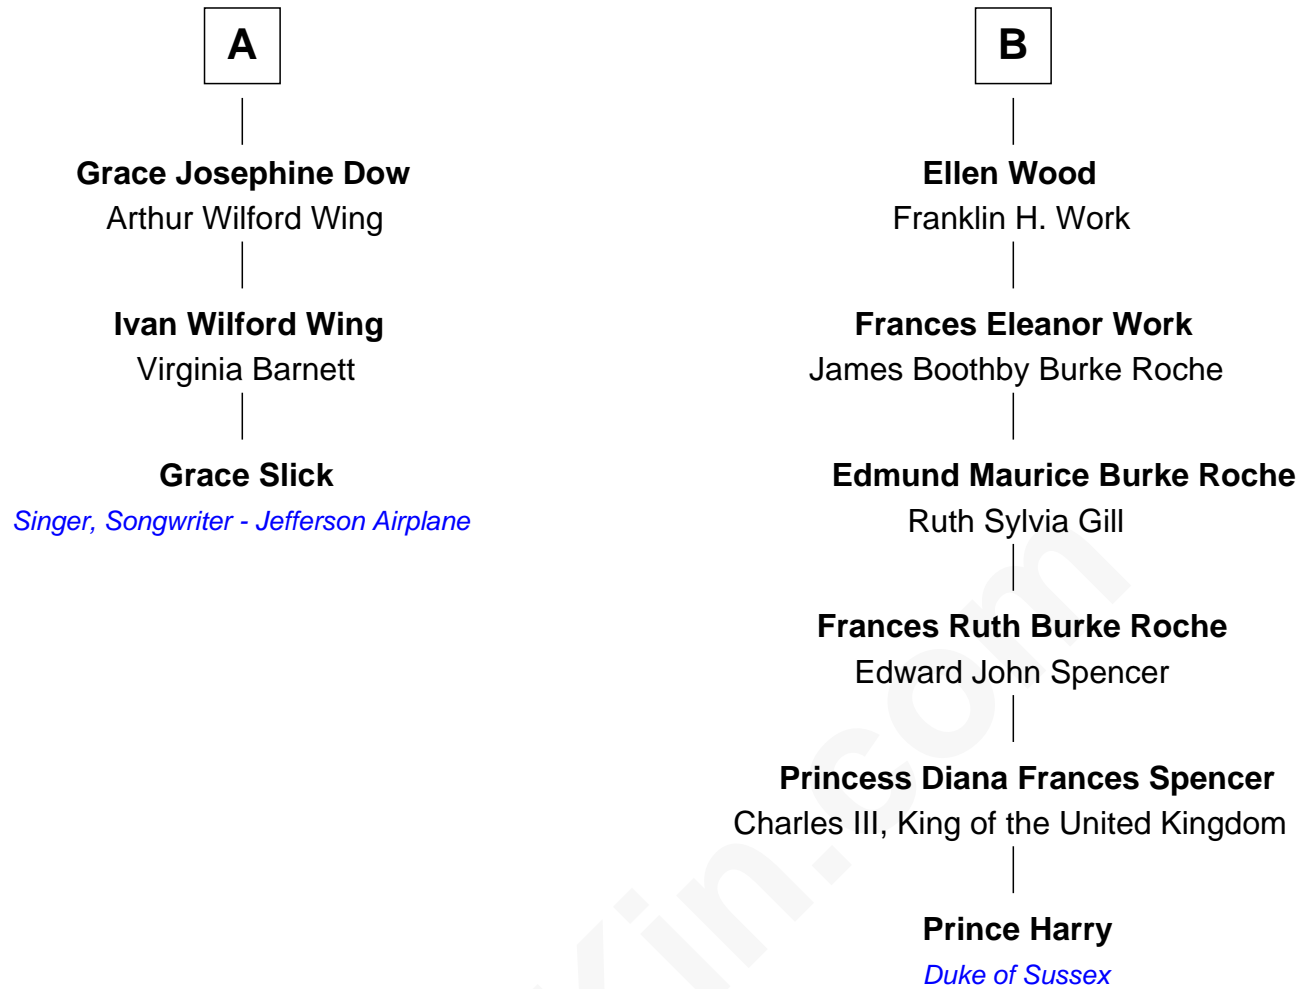 A
Grace Josephine Dow
Arthur Wilford Wing
Ivan Wilford Wing
Virginia Barnett
Grace Slick
Singer, Songwriter - Jefferson Airplane
B
Ellen Wood
Franklin H. Work
Frances Eleanor Work
James Boothby Burke Roche
Edmund Maurice Burke Roche
Ruth Sylvia Gill
Frances Ruth Burke Roche
Edward John Spencer
Princess Diana Frances Spencer
Charles III, King of the United Kingdom
Prince Harry
Duke of Sussex